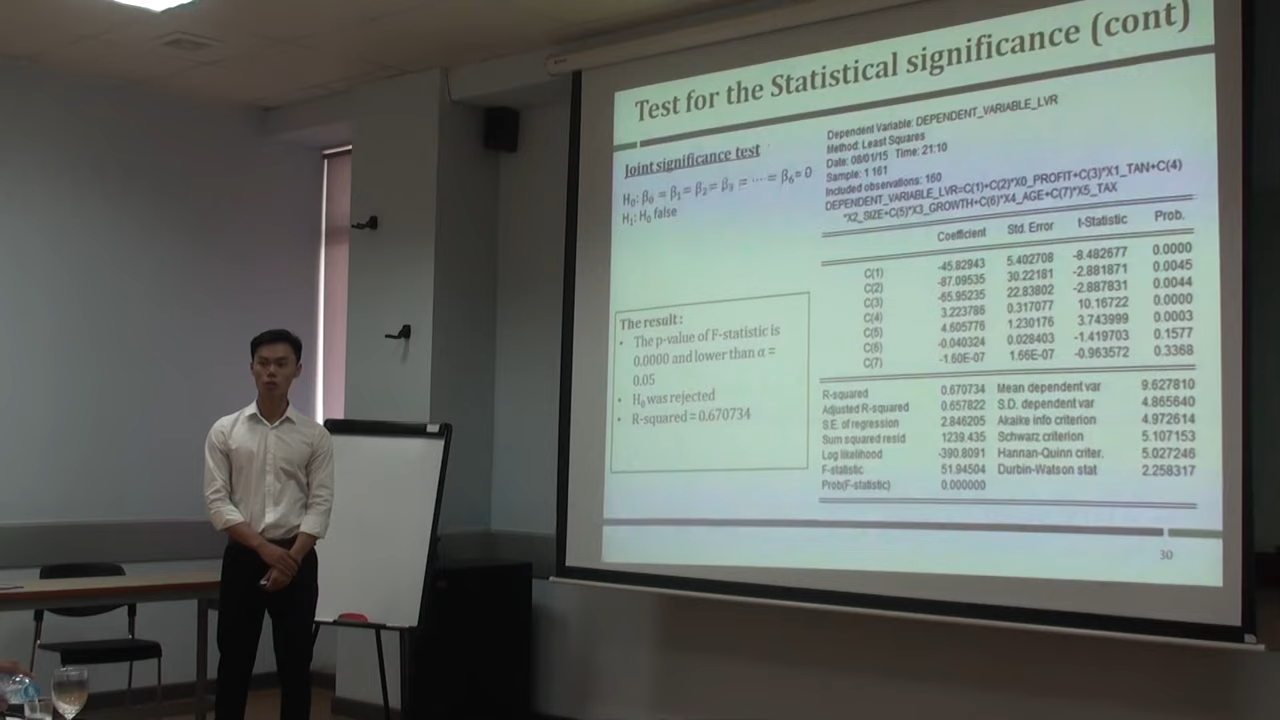 Test for the Statistical significance (cont)
Joint significance test
H₀: β₀ = β₁= β₂= β₃ = ⋯ = β₆= 0
H₁: H₀ false
The result :
• The p-value of F-statistic is
0.0000 and lower than α =
0.05
• H₀ was rejected
• R-squared = 0.670734
Dependent Variable: DEPENDENT_VARIABLE_LVR
Method: Least Squares
Date: 08/01/15 Time: 21:10
Sample: 1 161
Included observations: 160
DEPENDENT_VARIABLE_LVR=C(1)+C(2)*X0_PROFIT+C(3)*X1_TAN+C(4)
*X2_SIZE+C(5)*X3_GROWTH+C(6)*X4_AGE+C(7)*X5_TAX
Coefficient Std. Error t-Statistic Prob.
C(1) -45.82943 5.402708 -8.482677 0.0000
C(2) -87.09535 30.22181 -2.881871 0.0045
C(3) -65.95235 22.83802 -2.887831 0.0044
C(4) 3.223786 0.317077 10.16722 0.0000
C(5) 4.605776 1.230176 3.743999 0.0003
C(6) -0.040324 0.028403 -1.419703 0.1577
C(7) -1.60E-07 1.66E-07 -0.963572 0.3368
R-squared 0.670734 Mean dependent var 9.627810
Adjusted R-squared 0.657822 S.D. dependent var 4.865640
S.E. of regression 2.846205 Akaike info criterion 4.972614
Sum squared resid 1239.435 Schwarz criterion 5.107153
Log likelihood -390.8091 Hannan-Quinn criter. 5.027246
F-statistic 51.94504 Durbin-Watson stat 2.258317
Prob(F-statistic) 0.000000
30